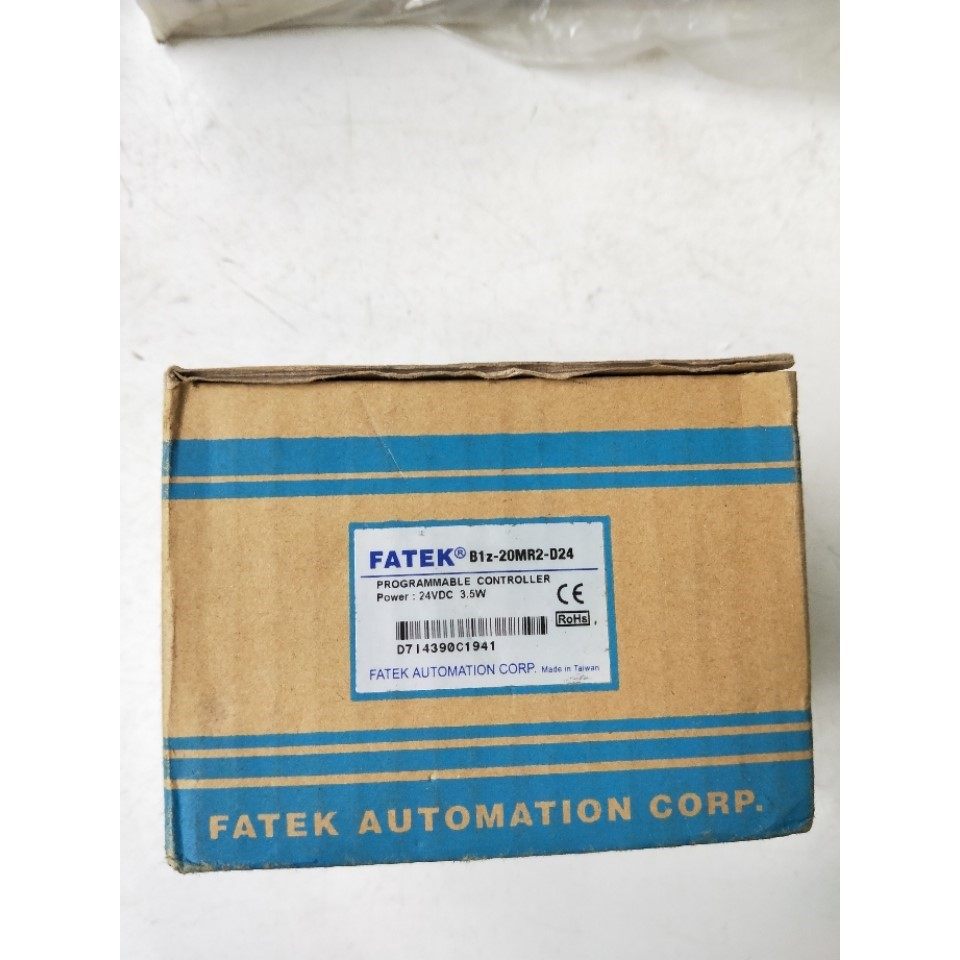 FATEK® B1z-20MR2-D24
PROGRAMMABLE CONTROLLER
Power : 24VDC 3.5W
CE
RoHs
D7I4390C1941
FATEK AUTOMATION CORP. Made in Taiwan
FATEK AUTOMATION CORP.